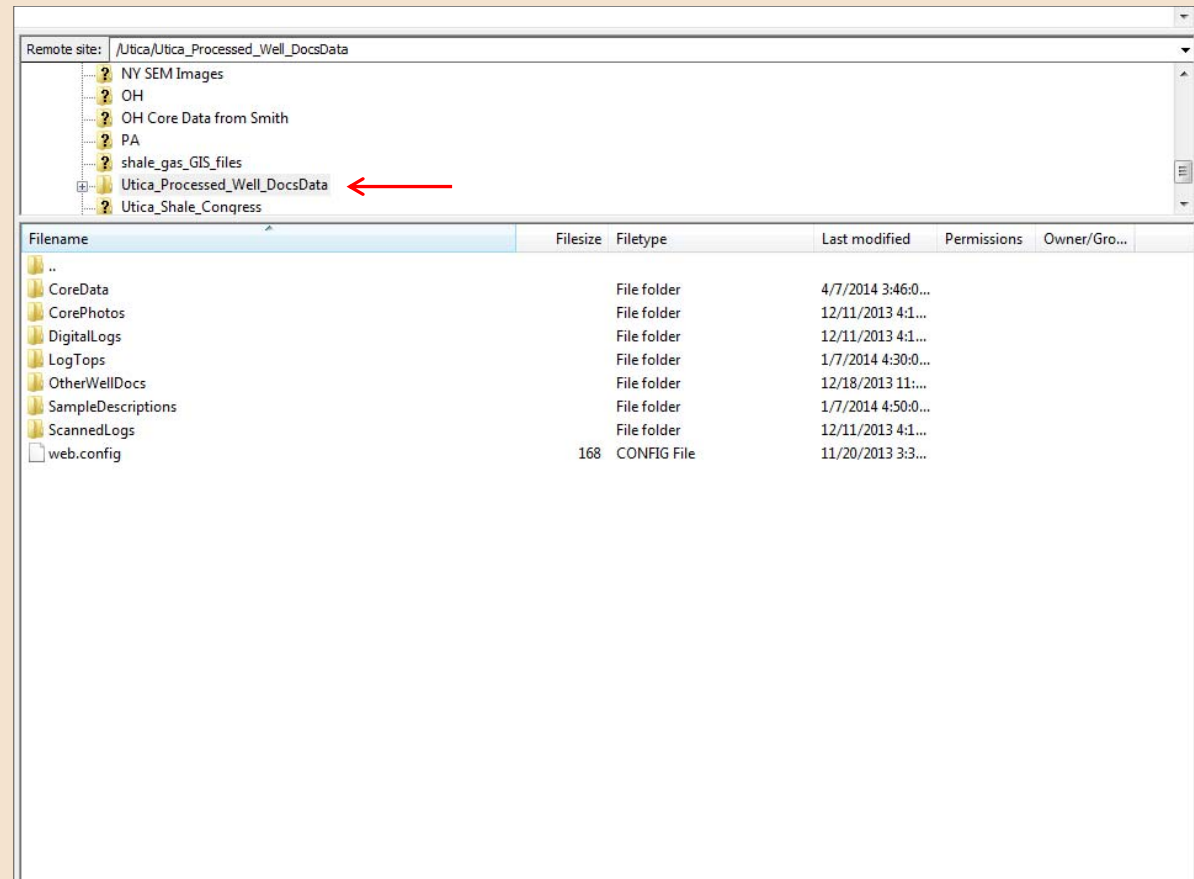 Remote site: /Utica/Utica_Processed_Well_DocsData
NY SEM Images
OH
OH Core Data from Smith
PA
shale_gas_GIS_files
Utica_Processed_Well_DocsData
Utica_Shale_Congress
Filename Filesize Filetype Last modified Permissions Owner/Gro...
..
CoreData File folder 4/7/2014 3:46:0...
CorePhotos File folder 12/11/2013 4:1...
DigitalLogs File folder 12/11/2013 4:1...
LogTops File folder 1/7/2014 4:30:0...
OtherWellDocs File folder 12/18/2013 11:...
SampleDescriptions File folder 1/7/2014 4:50:0...
ScannedLogs File folder 12/11/2013 4:1...
web.config 168 CONFIG File 11/20/2013 3:3...